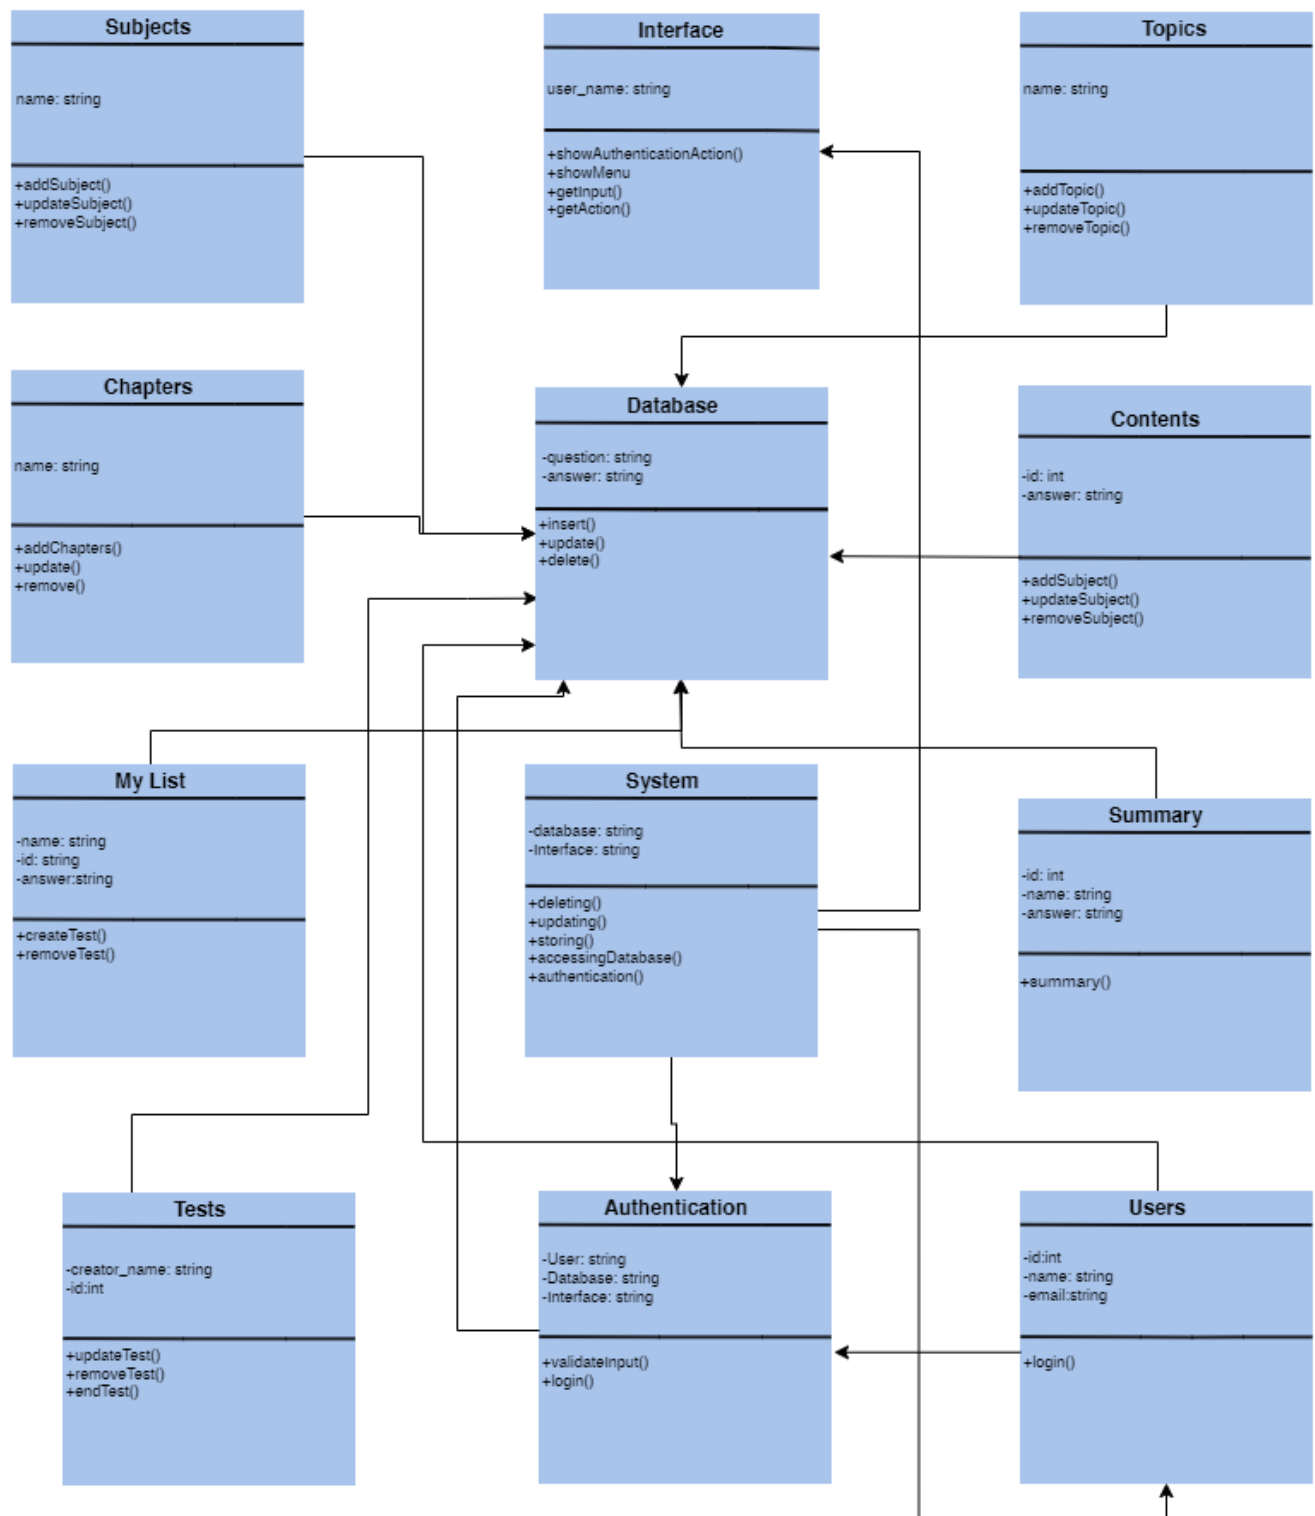 Subjects
name: string
+addSubject()
+updateSubject()
+removeSubject()
Interface
user_name: string
+showAuthenticationAction()
+showMenu
+getInput()
+getAction()
Topics
name: string
+addTopic()
+updateTopic()
+removeTopic()
Chapters
name: string
+addChapters()
+update()
+remove()
Database
-question: string
-answer: string
+insert()
+update()
+delete()
Contents
-id: int
-answer: string
+addSubject()
+updateSubject()
+removeSubject()
My List
-name: string
-id: string
-answer:string
+createTest()
+removeTest()
System
-database: string
-Interface: string
+deleting()
+updating()
+storing()
+accessingDatabase()
+authentication()
Summary
-id: int
-name: string
-answer: string
+summary()
Tests
-creator_name: string
-id:int
+updateTest()
+removeTest()
+endTest()
Authentication
-User: string
-Database: string
-Interface: string
+validateInput()
+login()
Users
-id:int
-name: string
-email:string
+login()